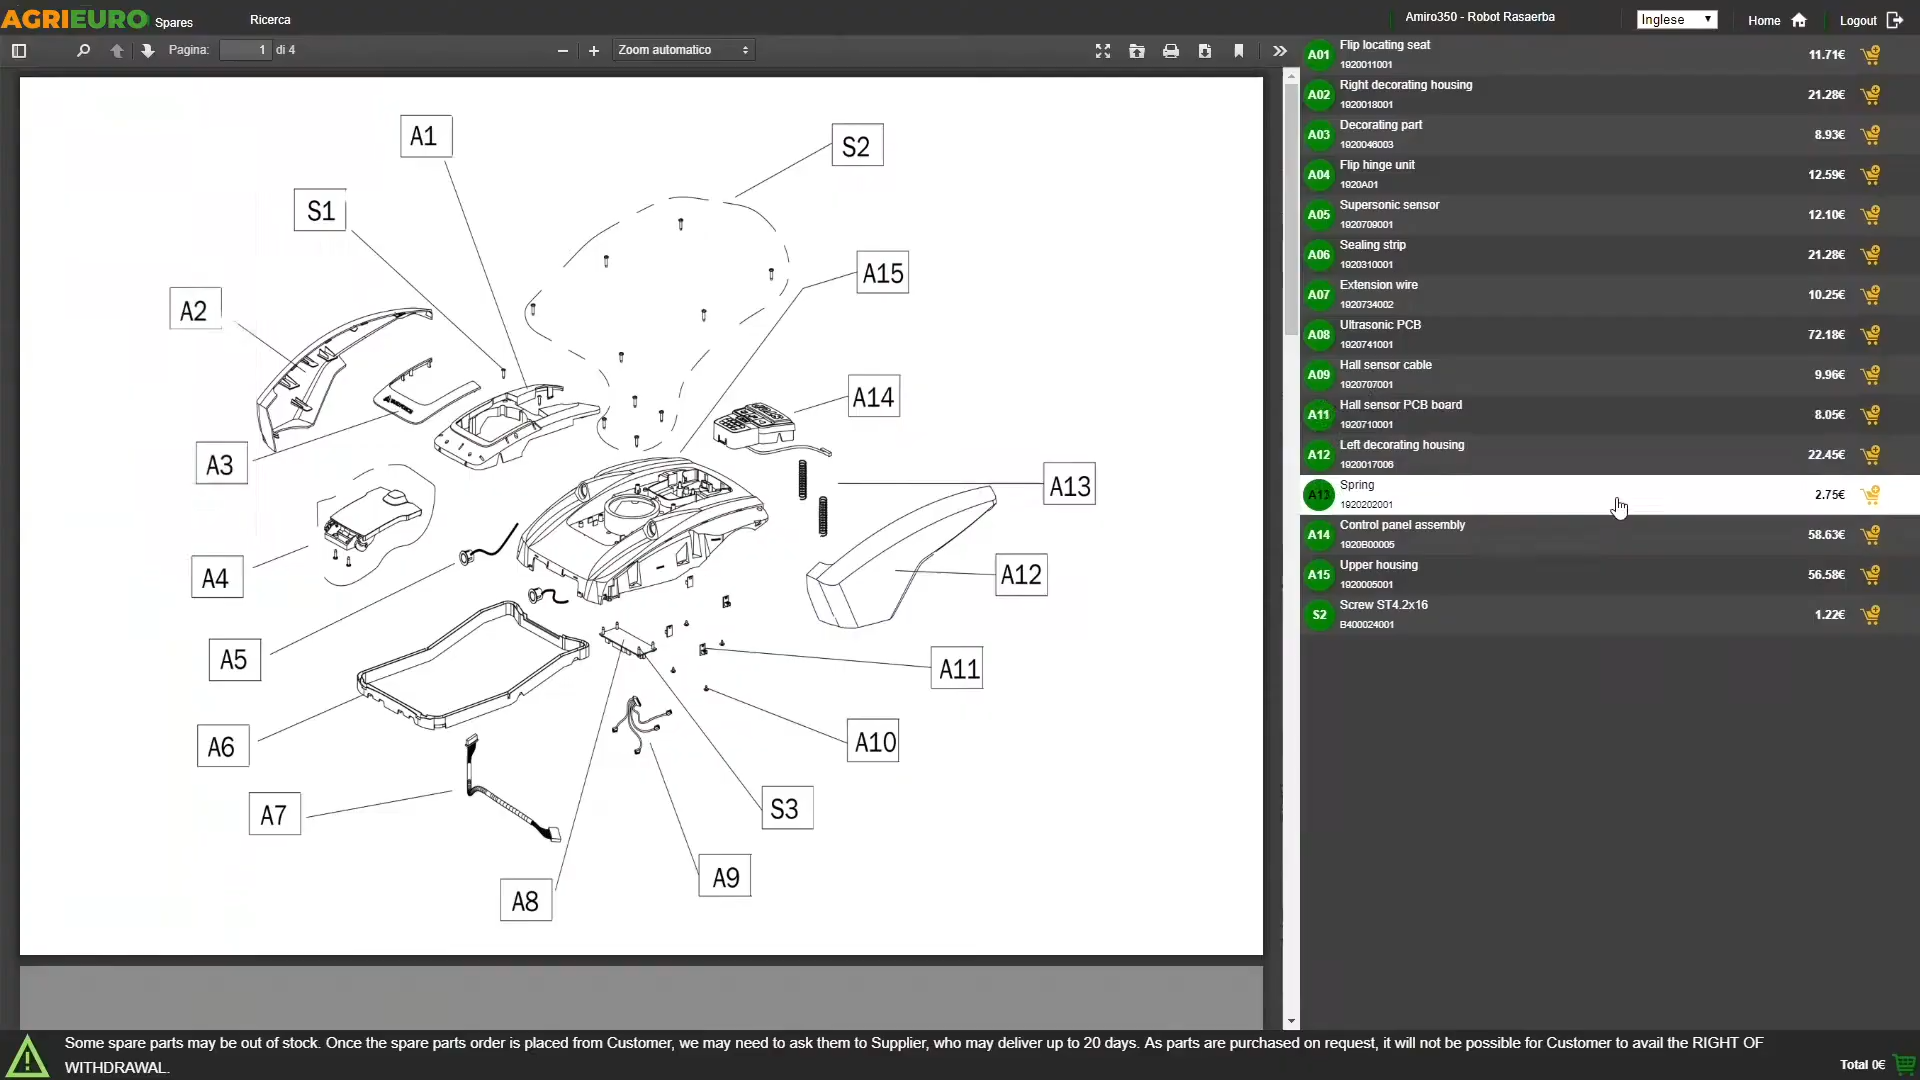 AGRIEURO Spares
Ricerca
Amiro350 - Robot Rasaerba
Inglese
Home
Logout
Pagina: 1 di 4
Zoom automatico
A1
S2
S1
A15
A2
A14
A3
A13
A4
A12
A5
A11
A6
A10
A7
S3
A9
A8
A01 Flip locating seat 11.71€
1920011001
A02 Right decorating housing 21.28€
1920018001
A03 Decorating part 8.93€
1920046003
A04 Flip hinge unit 12.59€
1920A01
A05 Supersonic sensor 12.10€
1920709001
A06 Sealing strip 21.28€
1920310001
A07 Extension wire 10.25€
1920734002
A08 Ultrasonic PCB 72.18€
1920741001
A09 Hall sensor cable 9.96€
1920707001
A11 Hall sensor PCB board 8.05€
1920710001
A12 Left decorating housing 22.45€
1920017006
A13 Spring 2.75€
1920202001
A14 Control panel assembly 58.63€
1920B00005
A15 Upper housing 56.58€
1920005001
S2 Screw ST4.2x16 1.22€
B400024001
Some spare parts may be out of stock. Once the spare parts order is placed from Customer, we may need to ask them to Supplier, who may deliver up to 20 days. As parts are purchased on request, it will not be possible for Customer to avail the RIGHT OF
WITHDRAWAL.
Total 0€